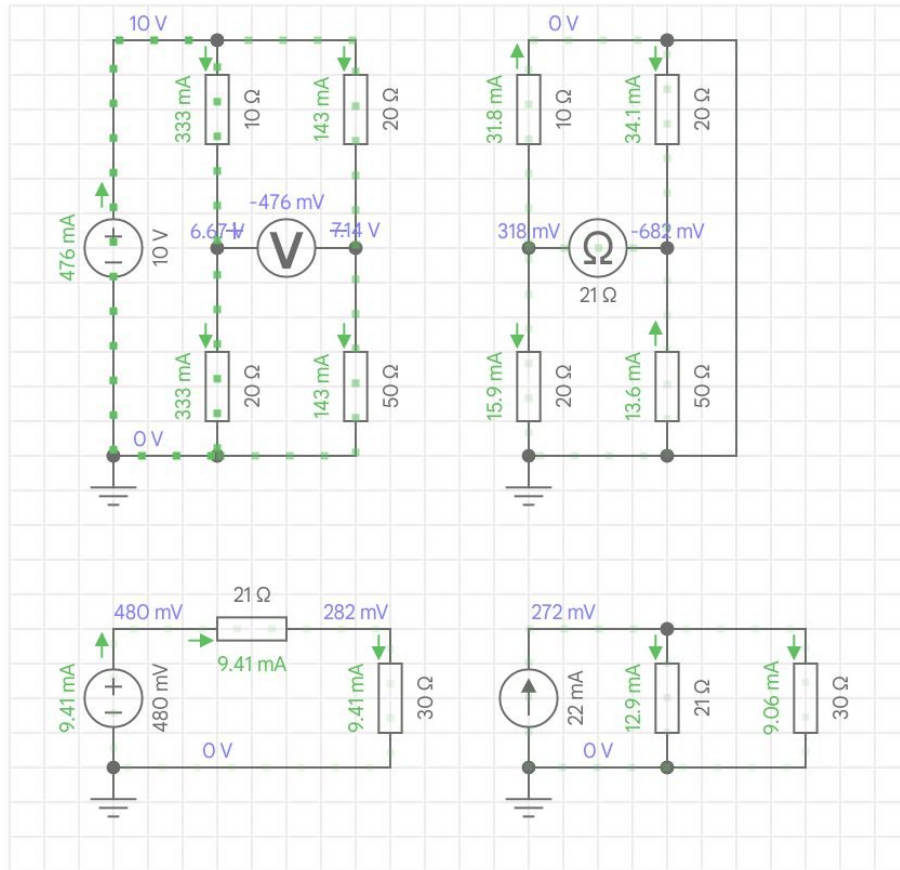 10 V
0 V
333 mA
10 Ω
143 mA
20 Ω
31.8 mA
10 Ω
34.1 mA
20 Ω
-476 mV
476 mA
+
−
10 V
6.67 V
V
7.14 V
318 mV
Ω
-682 mV
21 Ω
333 mA
20 Ω
143 mA
50 Ω
15.9 mA
20 Ω
13.6 mA
50 Ω
0 V
21 Ω
480 mV
282 mV
272 mV
9.41 mA
9.41 mA
+
−
480 mV
9.41 mA
30 Ω
22 mA
12.9 mA
21 Ω
9.06 mA
30 Ω
0 V
0 V